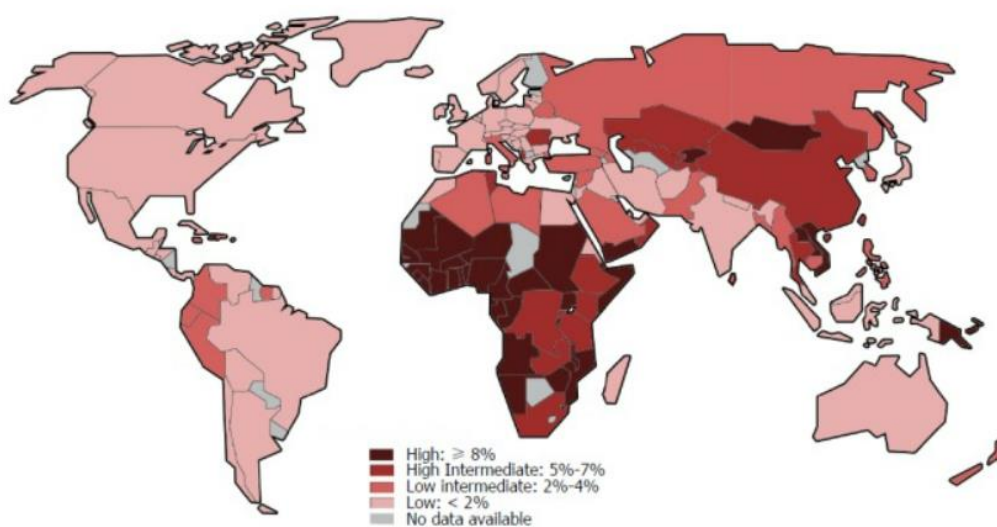 High: ≥ 8%
High Intermediate: 5%-7%
Low intermediate: 2%-4%
Low: < 2%
No data available